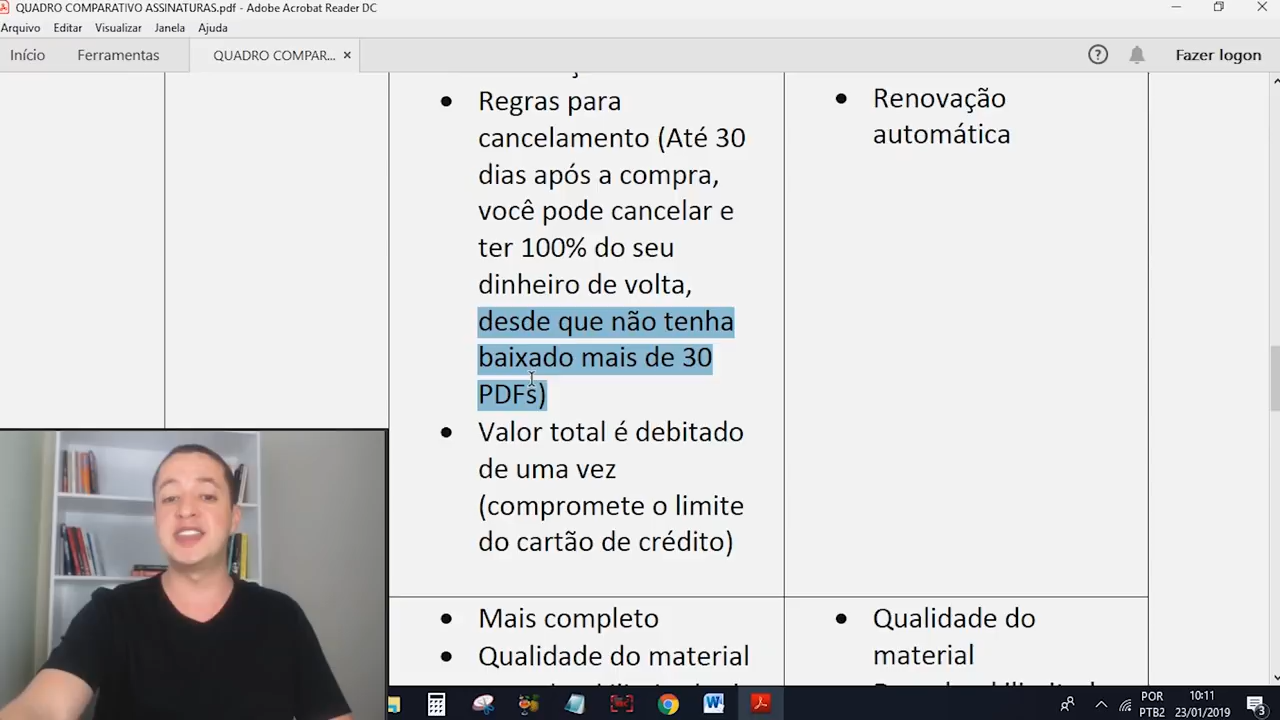 QUADRO COMPARATIVO ASSINATURAS.pdf - Adobe Acrobat Reader DC
Arquivo Editar Visualizar Janela Ajuda
Início Ferramentas QUADRO COMPAR... × Fazer logon
• Regras para
cancelamento (Até 30
dias após a compra,
você pode cancelar e
ter 100% do seu
dinheiro de volta,
desde que não tenha
baixado mais de 30
PDFs)
• Valor total é debitado
de uma vez
(compromete o limite
do cartão de crédito)
• Renovação
automática
• Mais completo
• Qualidade do material
• Qualidade do
material
POR
PTB2
10:11
23/01/2019
3